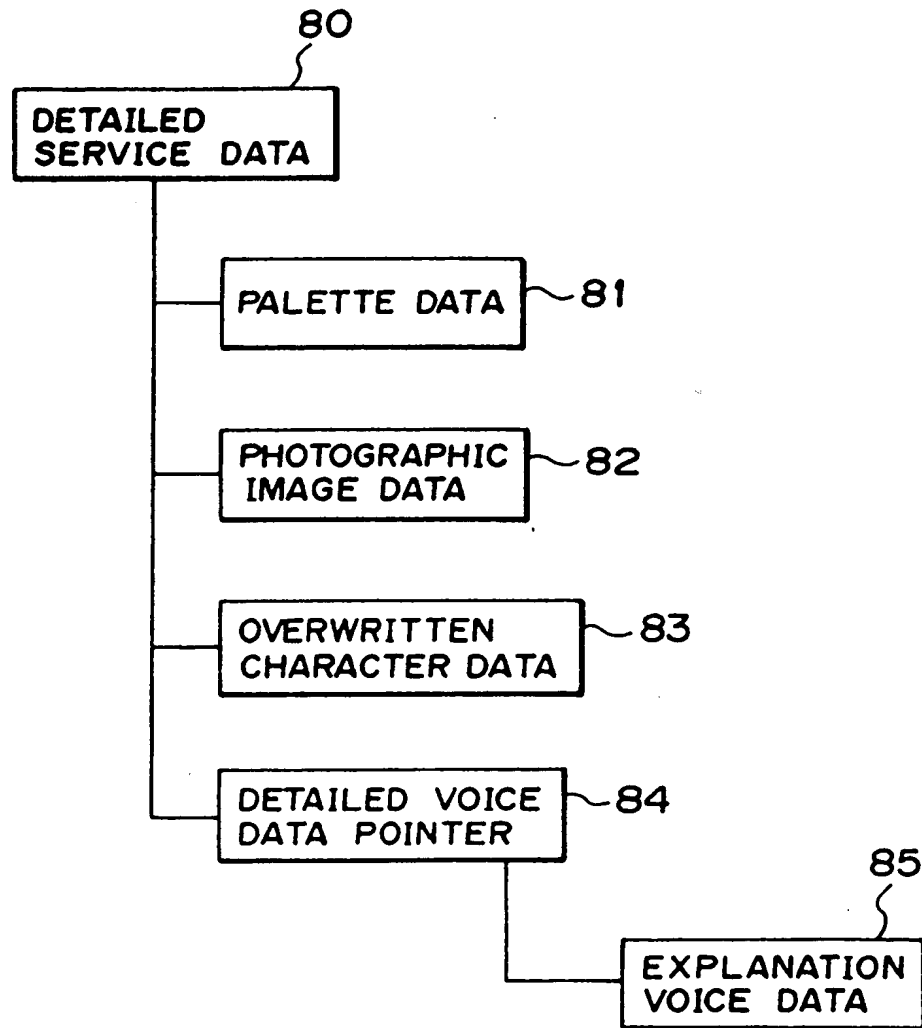 80
DETAILED
SERVICE DATA
PALETTE DATA
81
PHOTOGRAPHIC
IMAGE DATA
82
OVERWRITTEN
CHARACTER DATA
83
DETAILED VOICE
DATA POINTER
84
85
EXPLANATION
VOICE DATA